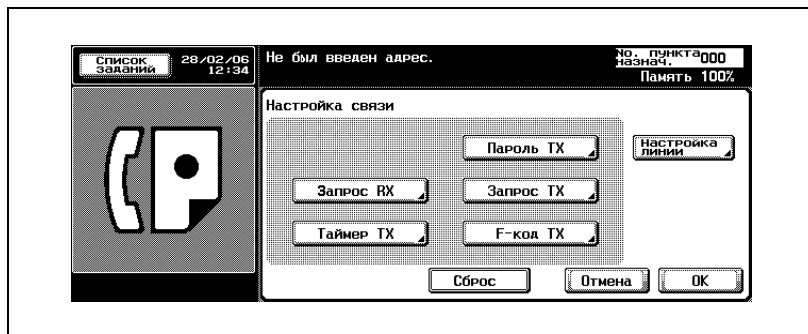 Список
заданий
28/02/06
12:34
Не был введен адрес.
No. пункта
назнач.
000
Память 100%
Настройка связи
Пароль TX
Настройка
линии
Запрос RX
Запрос TX
Таймер TX
F-код TX
Сброс
Отмена
OK